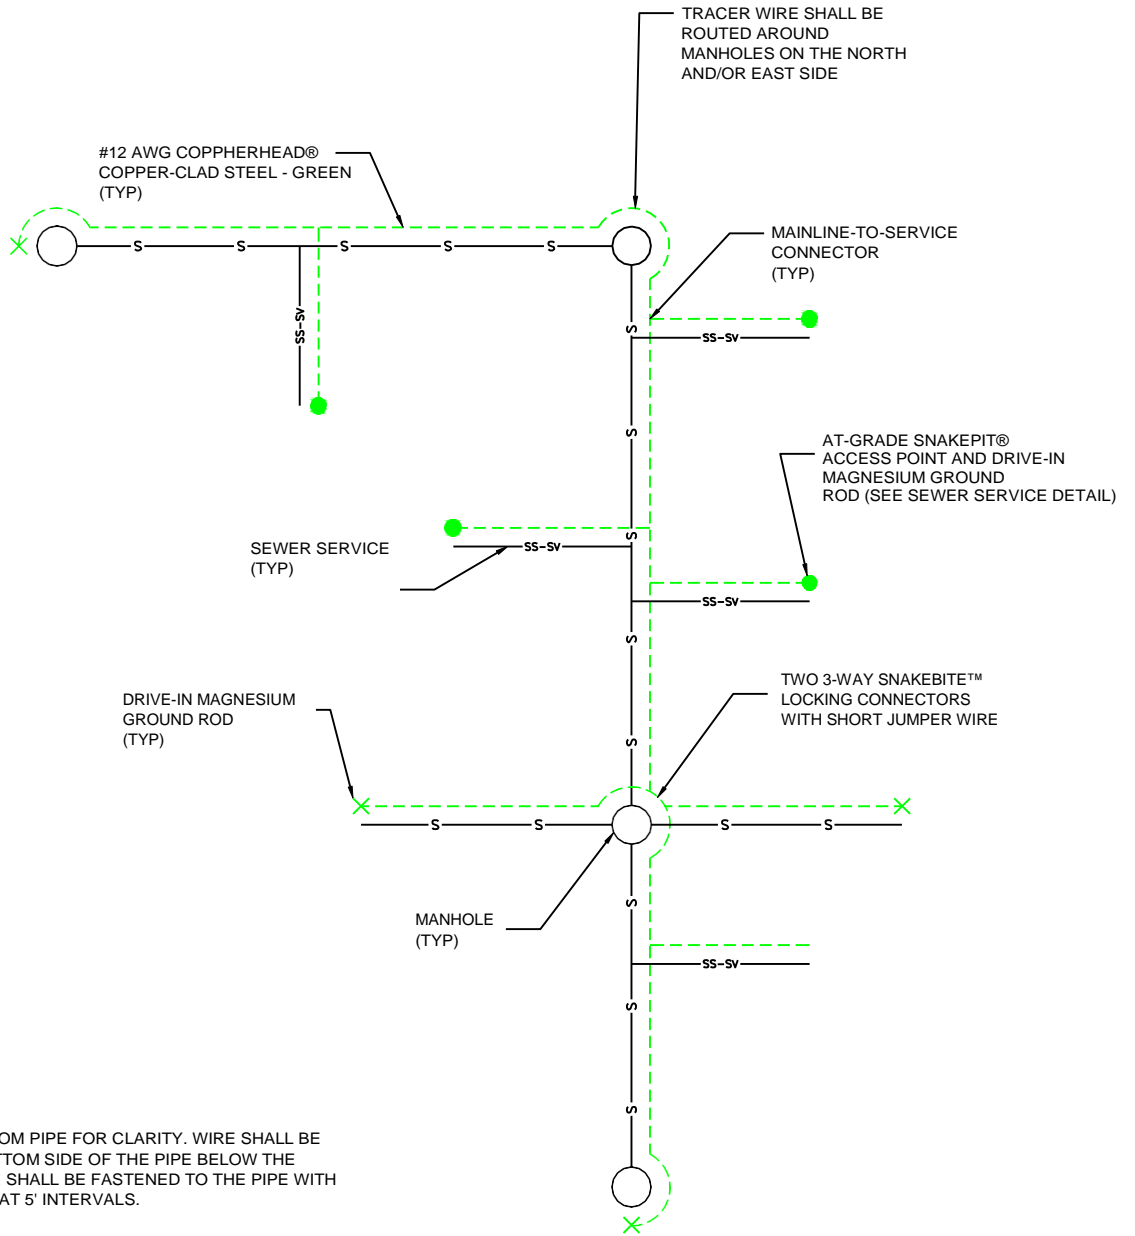 TRACER WIRE SHALL BE
ROUTED AROUND
MANHOLES ON THE NORTH
AND/OR EAST SIDE
#12 AWG COPPHERHEAD®
COPPER-CLAD STEEL - GREEN
(TYP)
MAINLINE-TO-SERVICE
CONNECTOR
(TYP)
S S S S S
SS-SV
S
SS-SV
S
AT-GRADE SNAKEPIT®
ACCESS POINT AND DRIVE-IN
MAGNESIUM GROUND
ROD (SEE SEWER SERVICE DETAIL)
SEWER SERVICE
(TYP)
S
SS-SV
SS-SV
S
DRIVE-IN MAGNESIUM
GROUND ROD
(TYP)
TWO 3-WAY SNAKEBITE™
LOCKING CONNECTORS
WITH SHORT JUMPER WIRE
S
S S S S
MANHOLE
(TYP)
S
SS-SV
S
S
OM PIPE FOR CLARITY. WIRE SHALL BE
TTOM SIDE OF THE PIPE BELOW THE
SHALL BE FASTENED TO THE PIPE WITH
AT 5' INTERVALS.